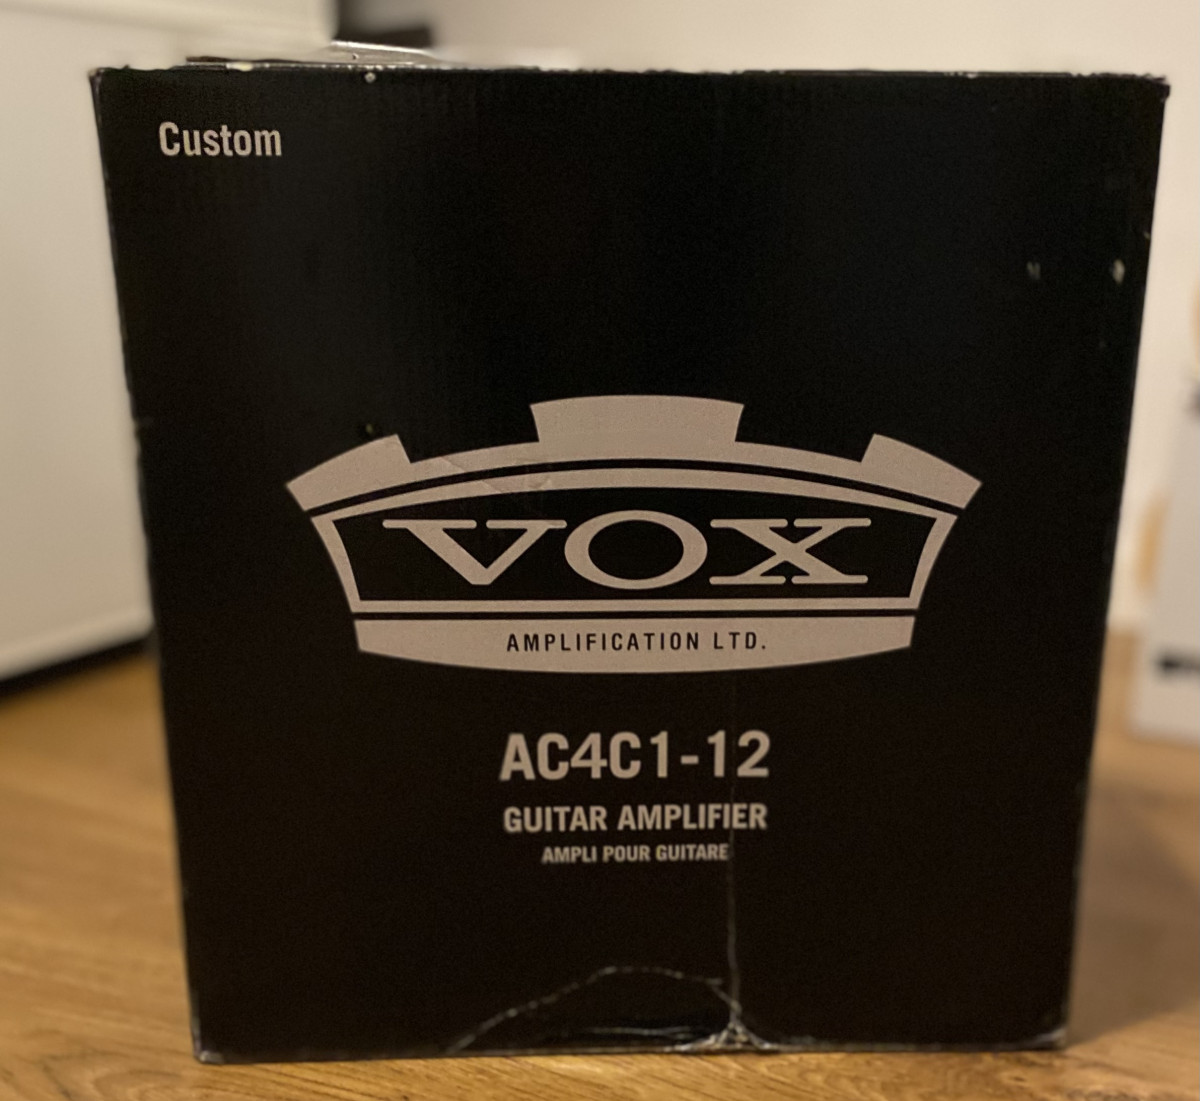 Custom
VOX
AMPLIFICATION LTD.
AC4C1-12
GUITAR AMPLIFIER
AMPLI POUR GUITARE